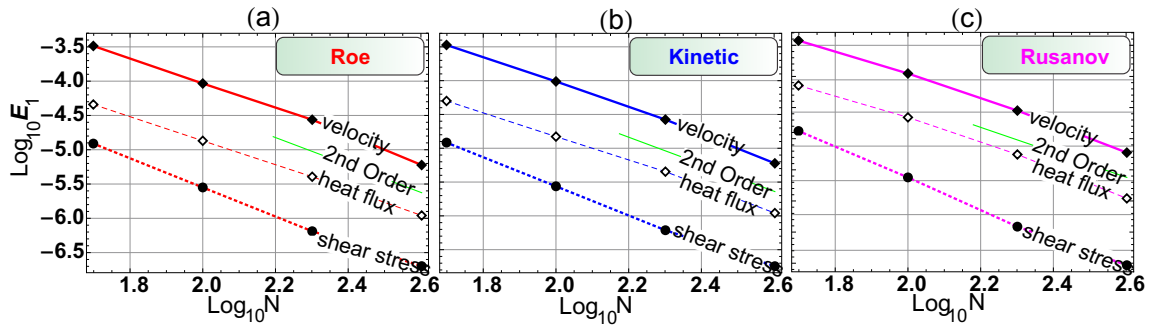 (a)
(b)
(c)
Roe
Kinetic
Rusanov
Log₁₀E₁
−3.5
−4.0
−4.5
−5.0
−5.5
−6.0
−6.5
velocity
2nd Order
heat flux
shear stress
velocity
2nd Order
heat flux
shear stress
velocity
2nd Order
heat flux
shear stress
1.8 2.0 2.2 2.4 2.6
1.8 2.0 2.2 2.4 2.6
1.8 2.0 2.2 2.4 2.6
Log₁₀N
Log₁₀N
Log₁₀N